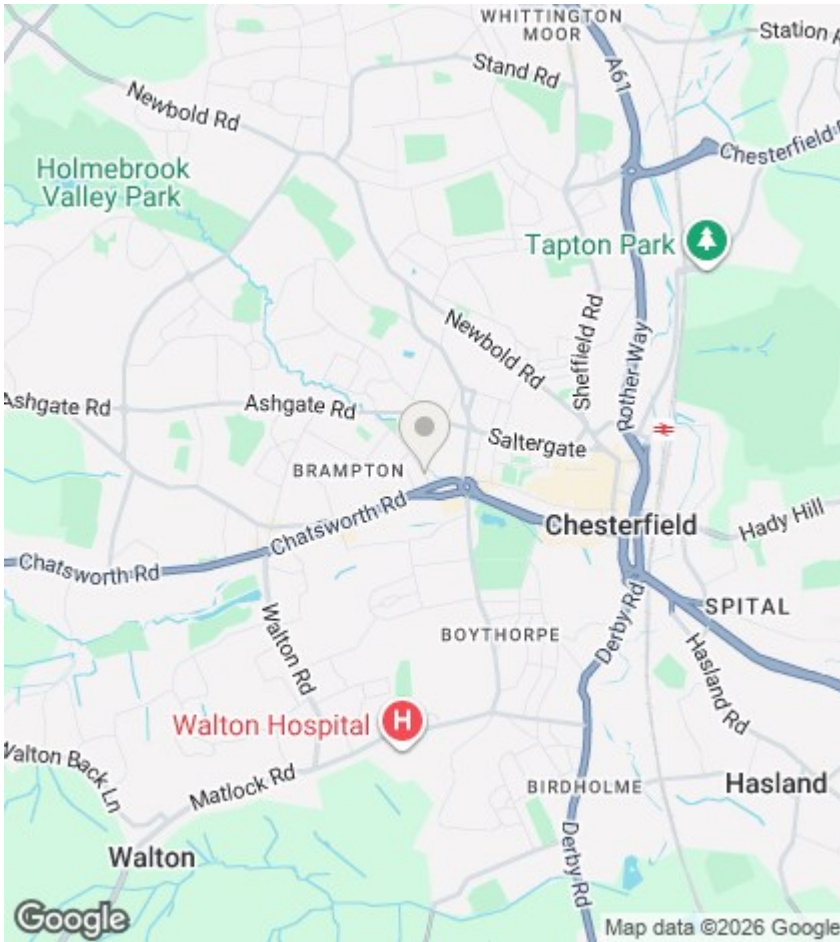 WHITTINGTON
MOOR
Station R
Stand Rd
A61
Newbold Rd
Chesterfield
Holmebrook
Valley Park
Tapton Park
Newbold Rd
Sheffield Rd
Rother Way
Ashgate Rd
Ashgate Rd
Saltergate
BRAMPTON
Chatsworth Rd
Chesterfield
Hady Hill
Chatsworth Rd
SPITAL
Walton Rd
BOYTHORPE
Derby Rd
Hasland Rd
H
Walton Hospital
Walton Back Ln
Matlock Rd
BIRDHOLME
Hasland
Walton
Derby Rd
Google
Map data ©2026 Google